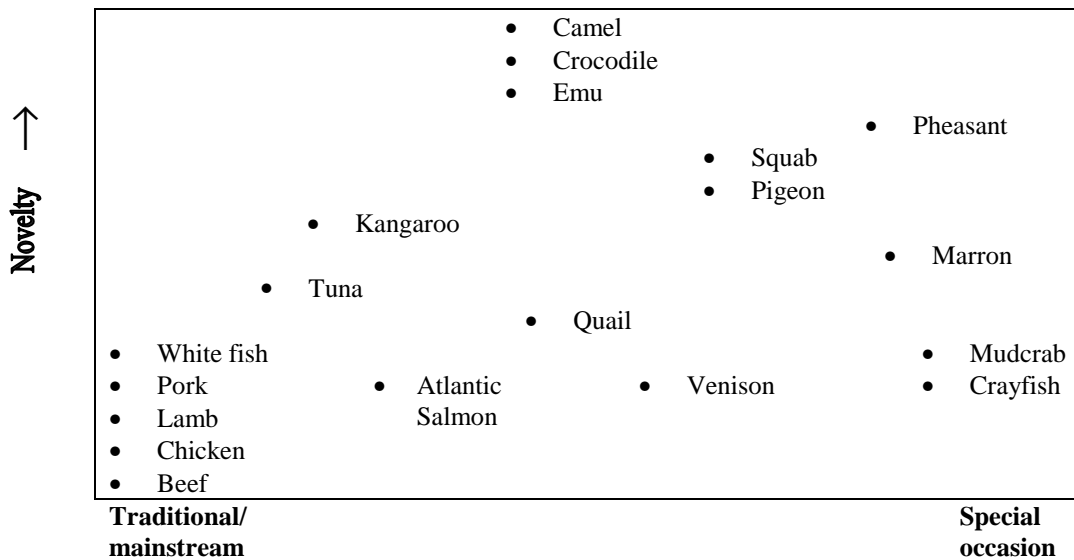 • Camel
• Crocodile
• Emu
• Pheasant
• Squab
• Pigeon
• Kangaroo
• Marron
• Tuna
• Quail
• White fish
• Mudcrab
• Pork
• Atlantic
Salmon
• Venison
• Crayfish
• Lamb
• Chicken
• Beef
Novelty →
Traditional/
mainstream
Special
occasion